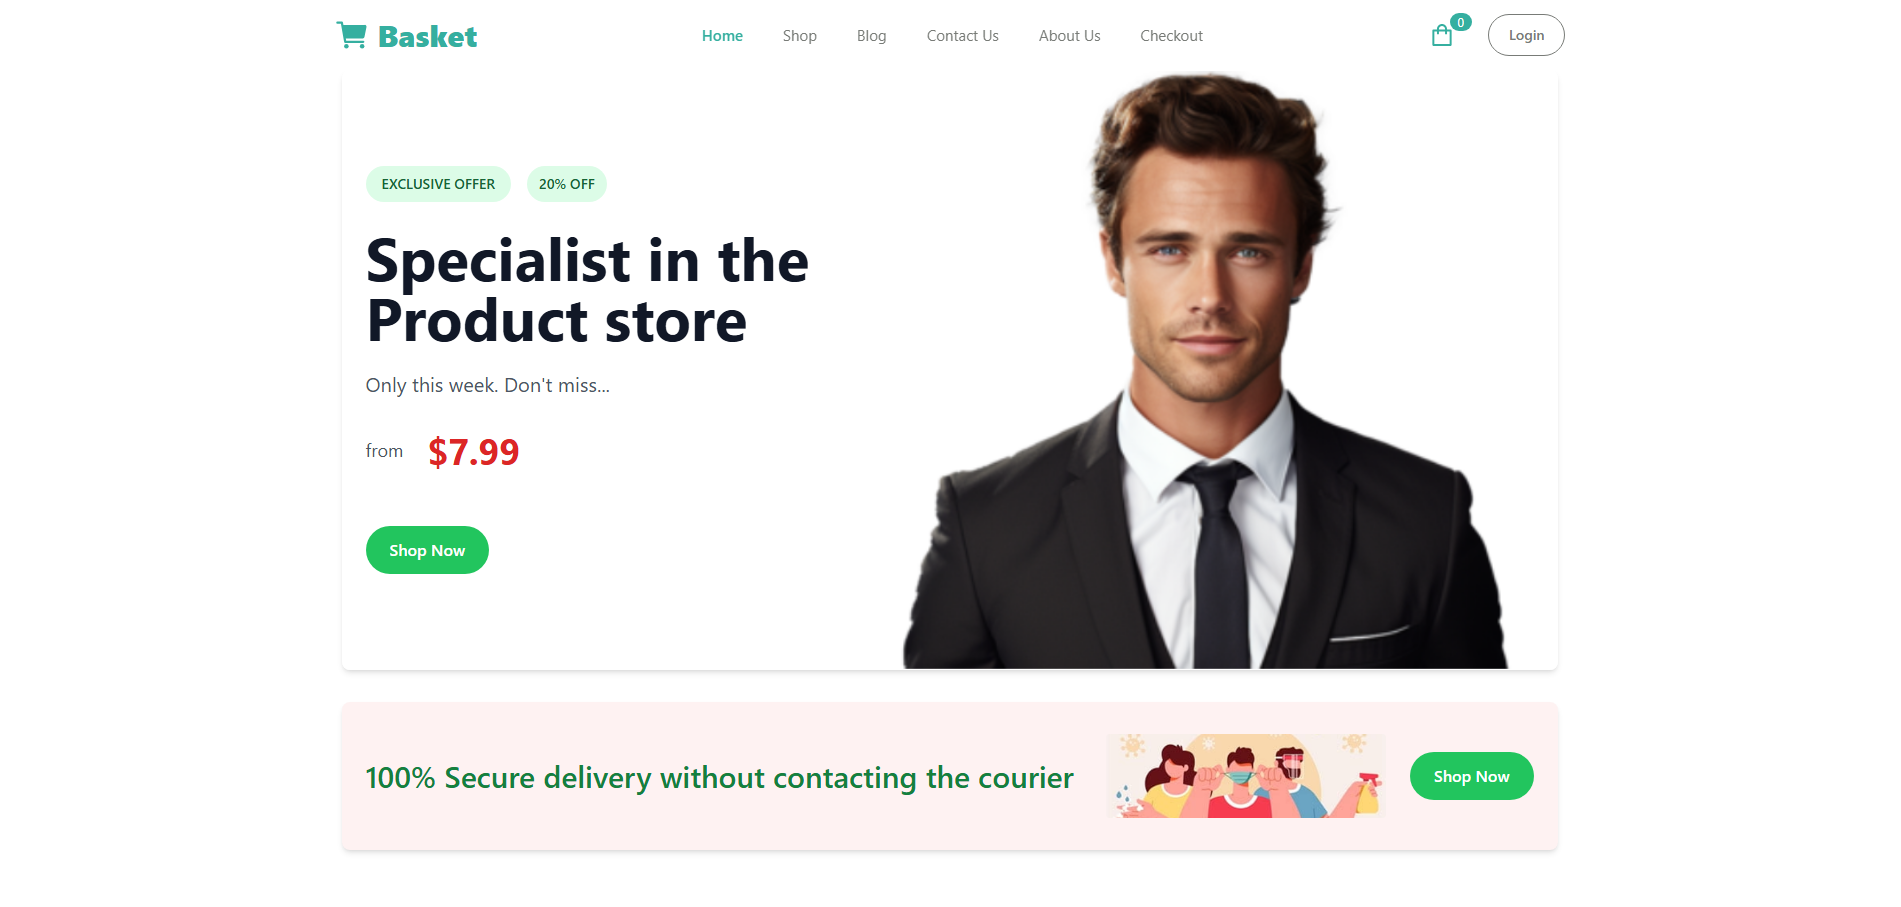 Basket
Home
Shop
Blog
Contact Us
About Us
Checkout
0
Login
EXCLUSIVE OFFER
20% OFF
Specialist in the
Product store
Only this week. Don't miss...
from $7.99
Shop Now
100% Secure delivery without contacting the courier
Shop Now